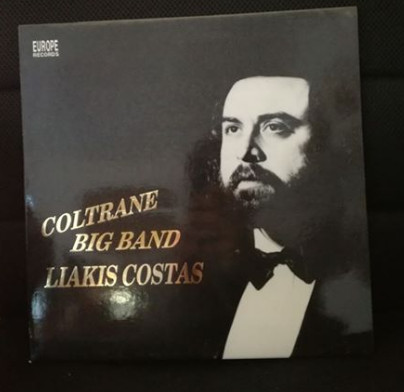 EUROPE
RECORDS
COLTRANE
BIG BAND
LIAKIS COSTAS